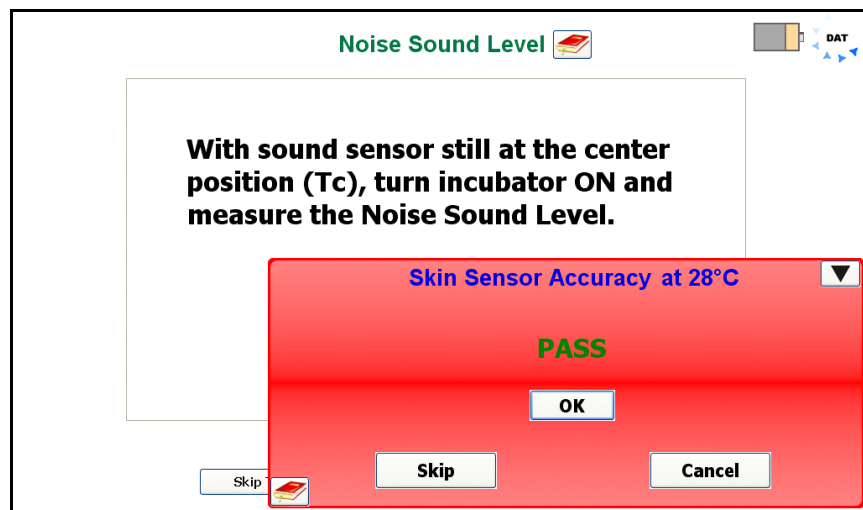 Noise Sound Level
DAT
With sound sensor still at the center
position (Tc), turn incubator ON and
measure the Noise Sound Level.
Skin Sensor Accuracy at 28°C
PASS
OK
Skip
Cancel
Skip